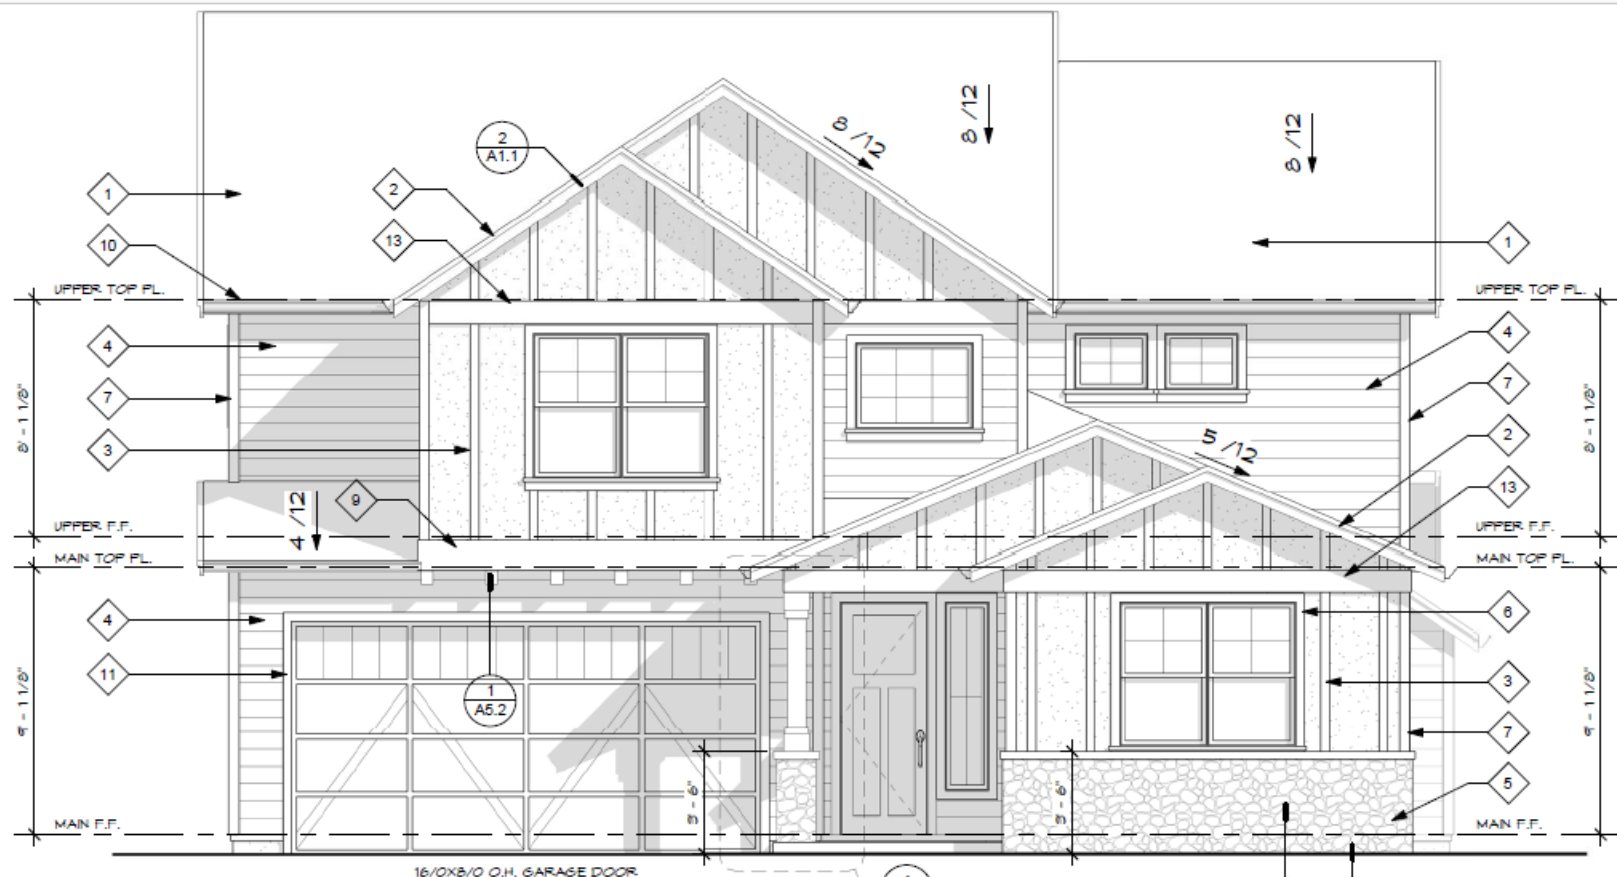 8 /12
8 /12
8 /12
2
A1.1
1
2
10
13
1
UPPER TOP PL.
UPPER TOP PL.
4
4
7
7
8' - 1 1/8"
8' - 1 1/8"
3
2
5 /12
9
13
4 /12
UPPER F.F.
UPPER F.F.
MAIN TOP PL.
MAIN TOP PL.
4
6
11
3
1
A5.2
9' - 1 1/8"
9' - 1 1/8"
7
5
3' - 6"
3' - 6"
MAIN F.F.
MAIN F.F.
16/0X8/0 O.H. GARAGE DOOR